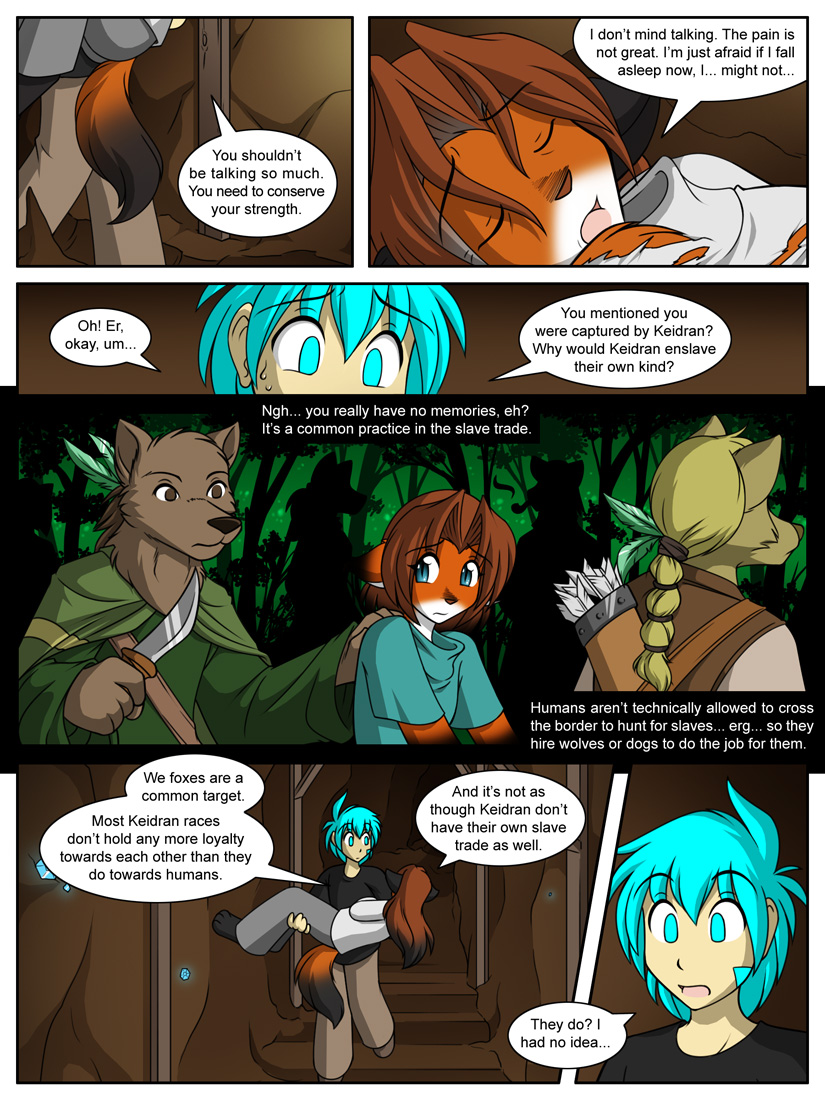 You shouldn't
be talking so much.
You need to conserve
your strength.
I don't mind talking. The pain is
not great. I'm just afraid if I fall
asleep now, I... might not...
Oh! Er,
okay, um...
You mentioned you
were captured by Keidran?
Why would Keidran enslave
their own kind?
Ngh... you really have no memories, eh?
It's a common practice in the slave trade.
Humans aren't technically allowed to cross
the border to hunt for slaves... erg... so they
hire wolves or dogs to do the job for them.
We foxes are a
common target.
Most Keidran races
don't hold any more loyalty
towards each other than they
do towards humans.
And it's not as
though Keidran don't
have their own slave
trade as well.
They do? I
had no idea...